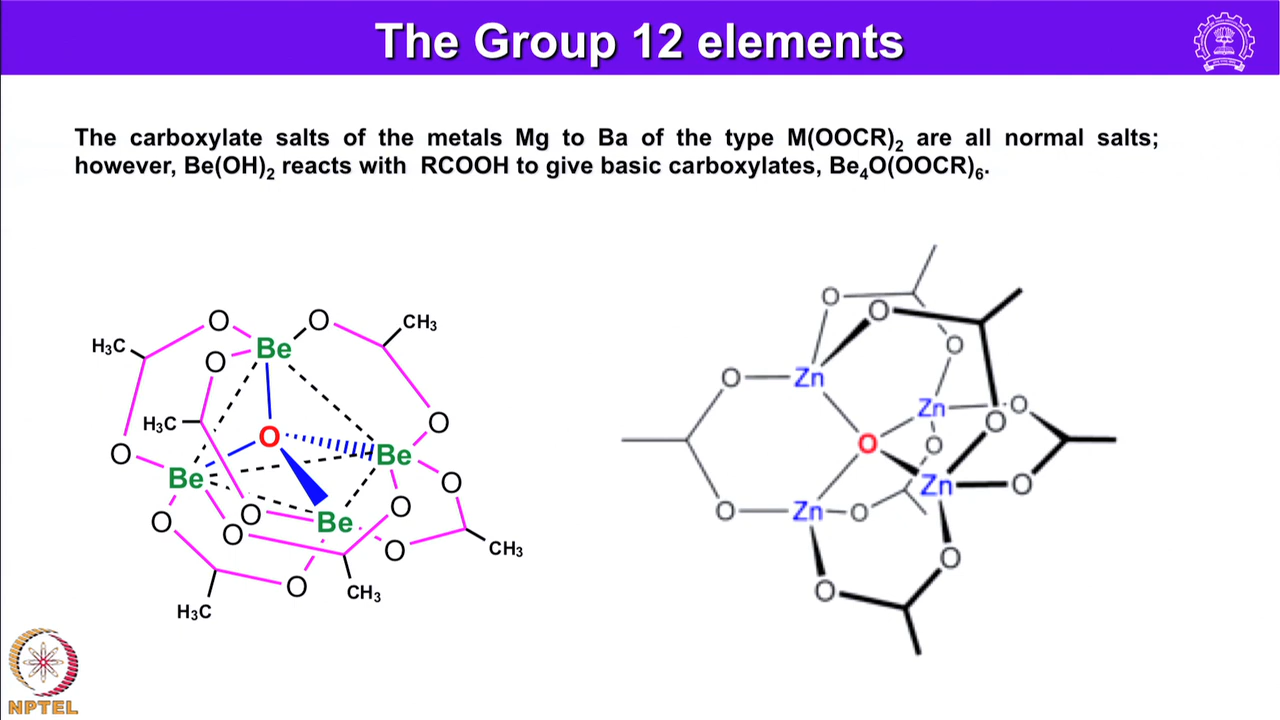 The Group 12 elements
The carboxylate salts of the metals Mg to Ba of the type M(OOCR)₂ are all normal salts;
however, Be(OH)₂ reacts with RCOOH to give basic carboxylates, Be₄O(OOCR)₆.
O O CH₃
H₃C Be
O
H₃C O
O O
Be Be
O
O O O
O Be
O
CH₃
O
CH₃
H₃C
O
O
O
Zn
O
Zn O
O
O O
Zn
O
Zn O
O
O
O
NPTEL